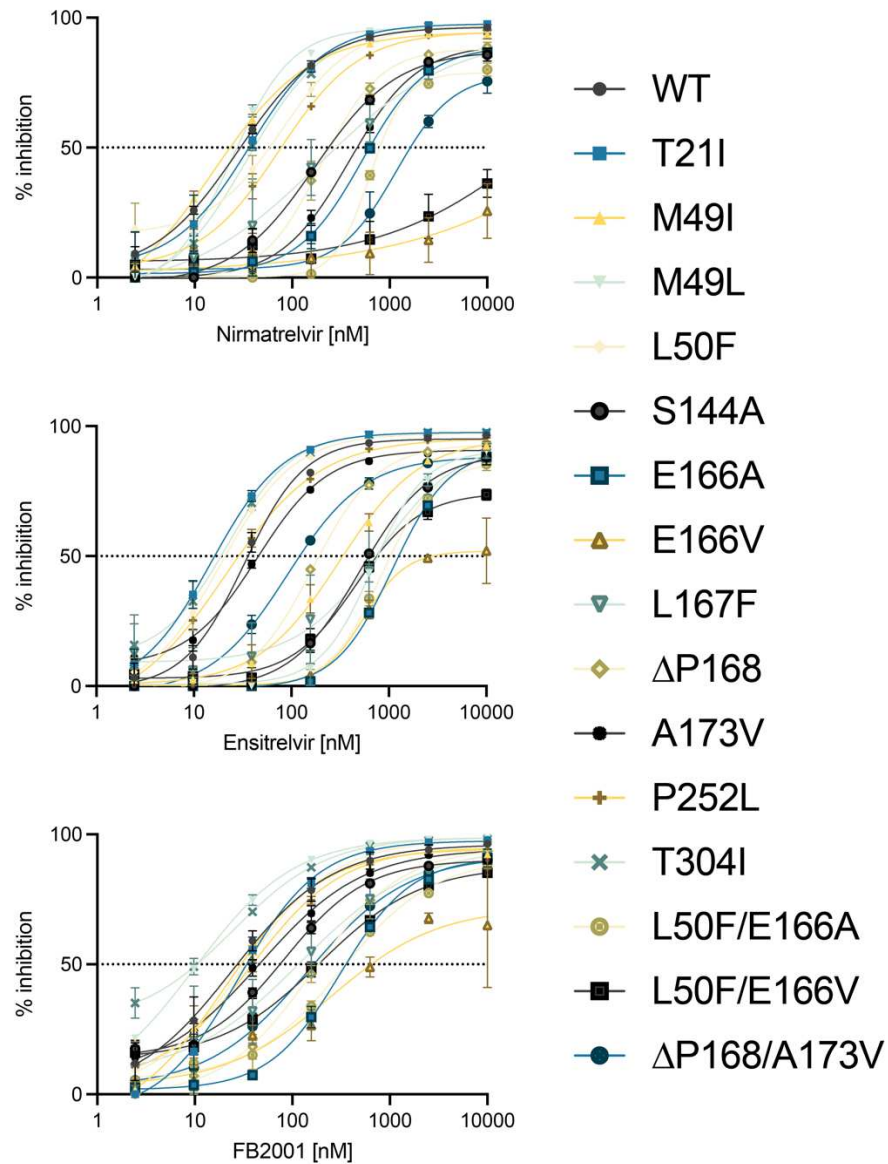 100
50
0
% inhibition
1
10
100
1000
10000
Nirmatrelvir [nM]
100
50
0
% inhibiition
1
10
100
1000
10000
Ensitrelvir [nM]
100
50
0
% inhibition
1
10
100
1000
10000
FB2001 [nM]
WT
T21I
M49I
M49L
L50F
S144A
E166A
E166V
L167F
ΔP168
A173V
P252L
T304I
L50F/E166A
L50F/E166V
ΔP168/A173V